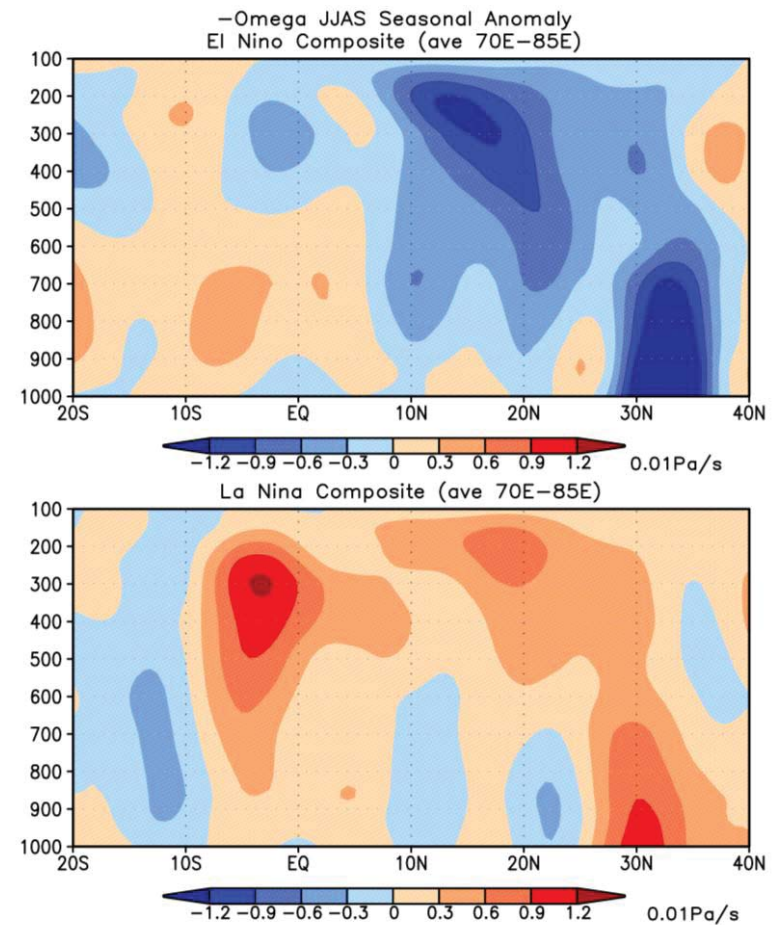 −Omega JJAS Seasonal Anomaly
El Nino Composite (ave 70E−85E)
100
200
300
400
500
600
700
800
900
1000
20S 10S EQ 10N 20N 30N 40N
−1.2 −0.9 −0.6 −0.3 0 0.3 0.6 0.9 1.2 0.01Pa/s
La Nina Composite (ave 70E−85E)
100
200
300
400
500
600
700
800
900
1000
20S 10S EQ 10N 20N 30N 40N
−1.2 −0.9 −0.6 −0.3 0 0.3 0.6 0.9 1.2 0.01Pa/s